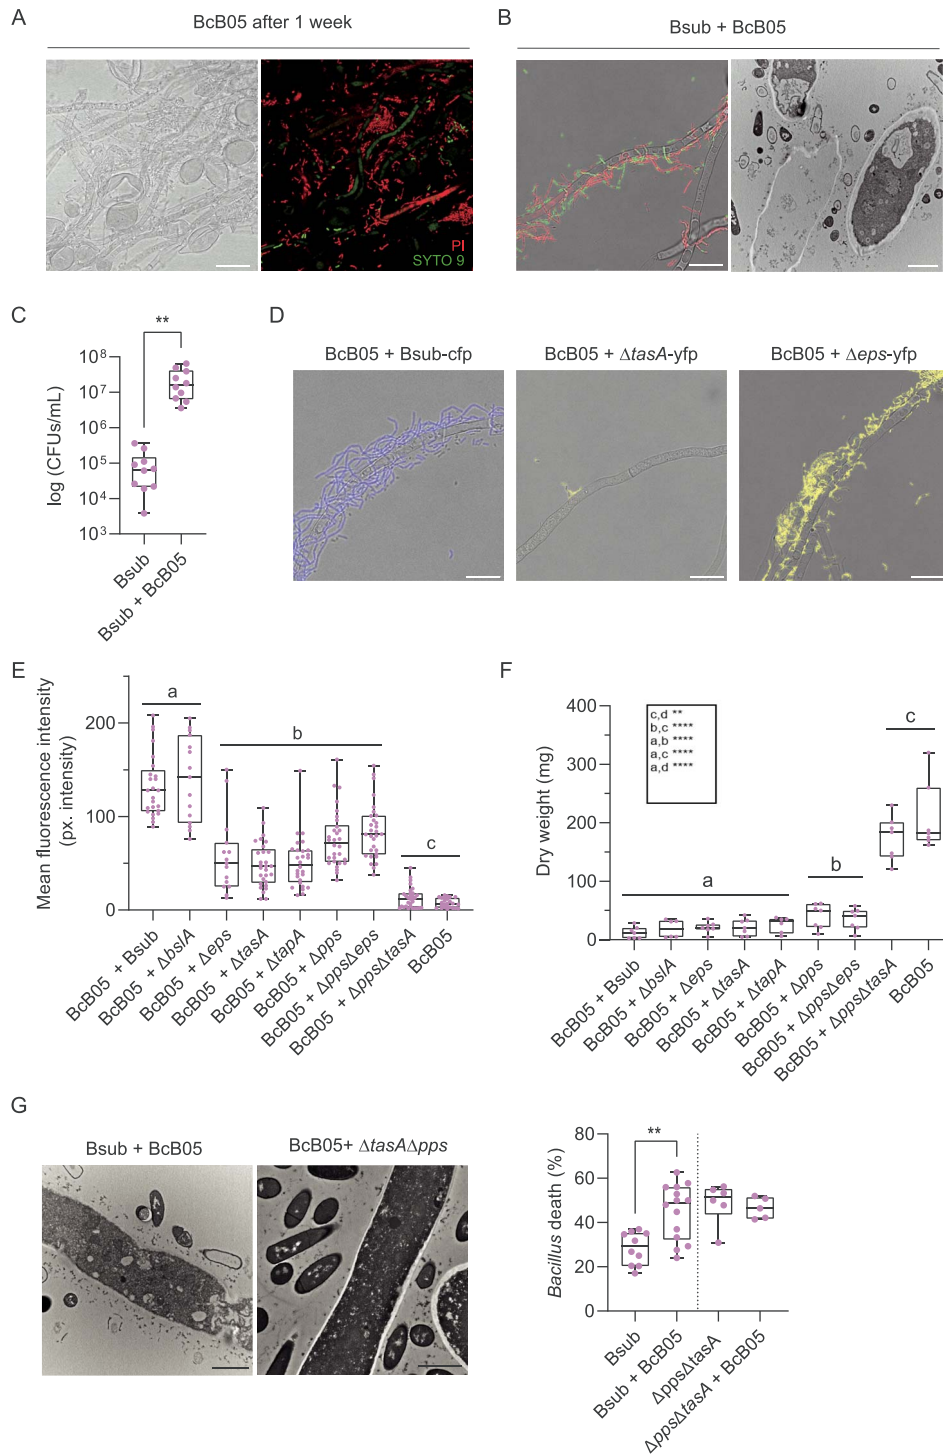 A
BcB05 after 1 week
PI
SYTO 9
B
Bsub + BcB05
C
**
log (CFUs/mL)
10⁸
10⁷
10⁶
10⁵
10⁴
10³
Bsub
Bsub + BcB05
D
BcB05 + Bsub-cfp
BcB05 + ΔtasA-yfp
BcB05 + Δeps-yfp
E
Mean fluorescence intensity
(px. intensity)
200
100
0
a
b
c
BcB05 + Bsub
BcB05 + ΔbslA
BcB05 + Δeps
BcB05 + ΔtasA
BcB05 + ΔtapA
BcB05 + Δpps
BcB05 + ΔppsΔeps
BcB05 + ΔppsΔtasA
BcB05
F
Dry weight (mg)
400
300
200
100
0
c,d **
b,c ****
a,b ****
a,c ****
a,d ****
a
b
c
BcB05 + Bsub
BcB05 + ΔbslA
BcB05 + Δeps
BcB05 + ΔtasA
BcB05 + ΔtapA
BcB05 + Δpps
BcB05 + ΔppsΔeps
BcB05 + ΔppsΔtasA
BcB05
G
Bsub + BcB05
BcB05+ ΔtasAΔpps
Bacillus death (%)
80
60
40
20
0
**
Bsub
Bsub + BcB05
ΔppsΔtasA
ΔppsΔtasA + BcB05